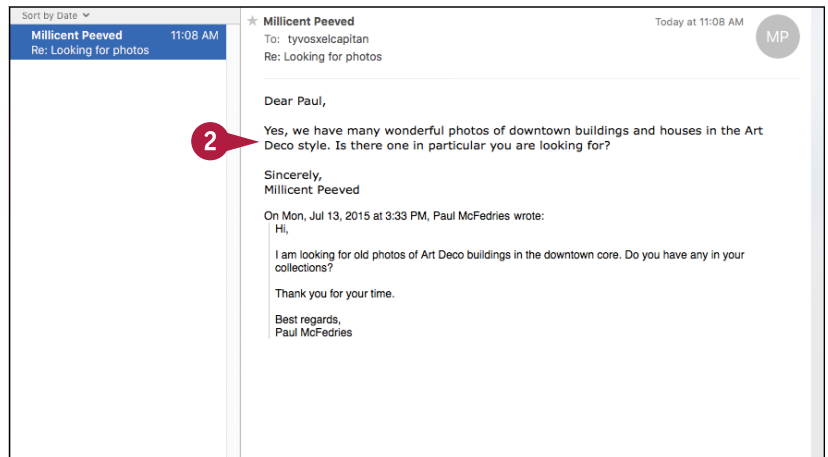 Sort by Date
Millicent Peeved 11:08 AM
Re: Looking for photos
Millicent Peeved Today at 11:08 AM
MP
To: tyvosxelcapitan
Re: Looking for photos
Dear Paul,
Yes, we have many wonderful photos of downtown buildings and houses in the Art
2
Deco style. Is there one in particular you are looking for?
Sincerely,
Millicent Peeved
On Mon, Jul 13, 2015 at 3:33 PM, Paul McFedries wrote:
Hi,
I am looking for old photos of Art Deco buildings in the downtown core. Do you have any in your
collections?
Thank you for your time.
Best regards,
Paul McFedries